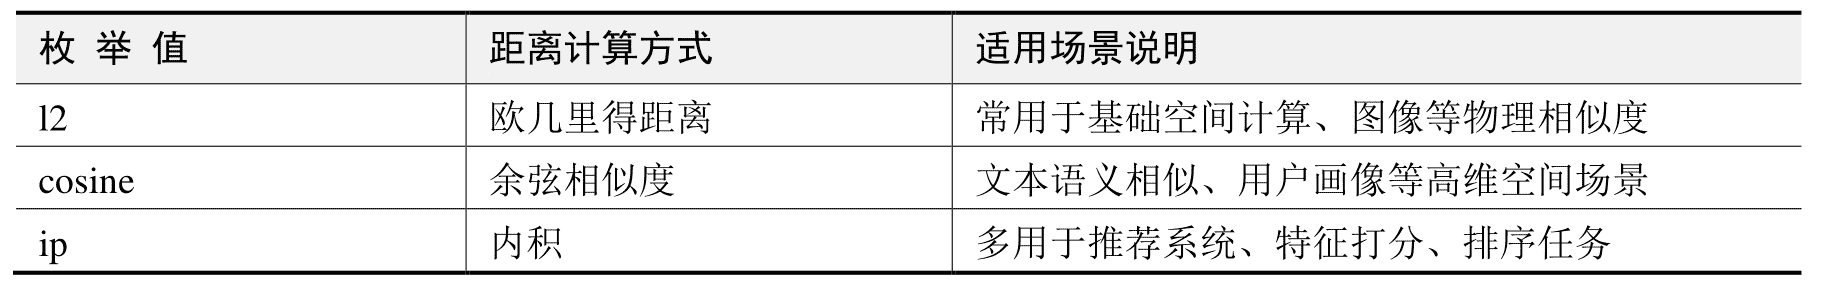 枚 举 值 距离计算方式 适用场景说明
l2 欧几里得距离 常用于基础空间计算、图像等物理相似度
cosine 余弦相似度 文本语义相似、用户画像等高维空间场景
ip 内积 多用于推荐系统、特征打分、排序任务